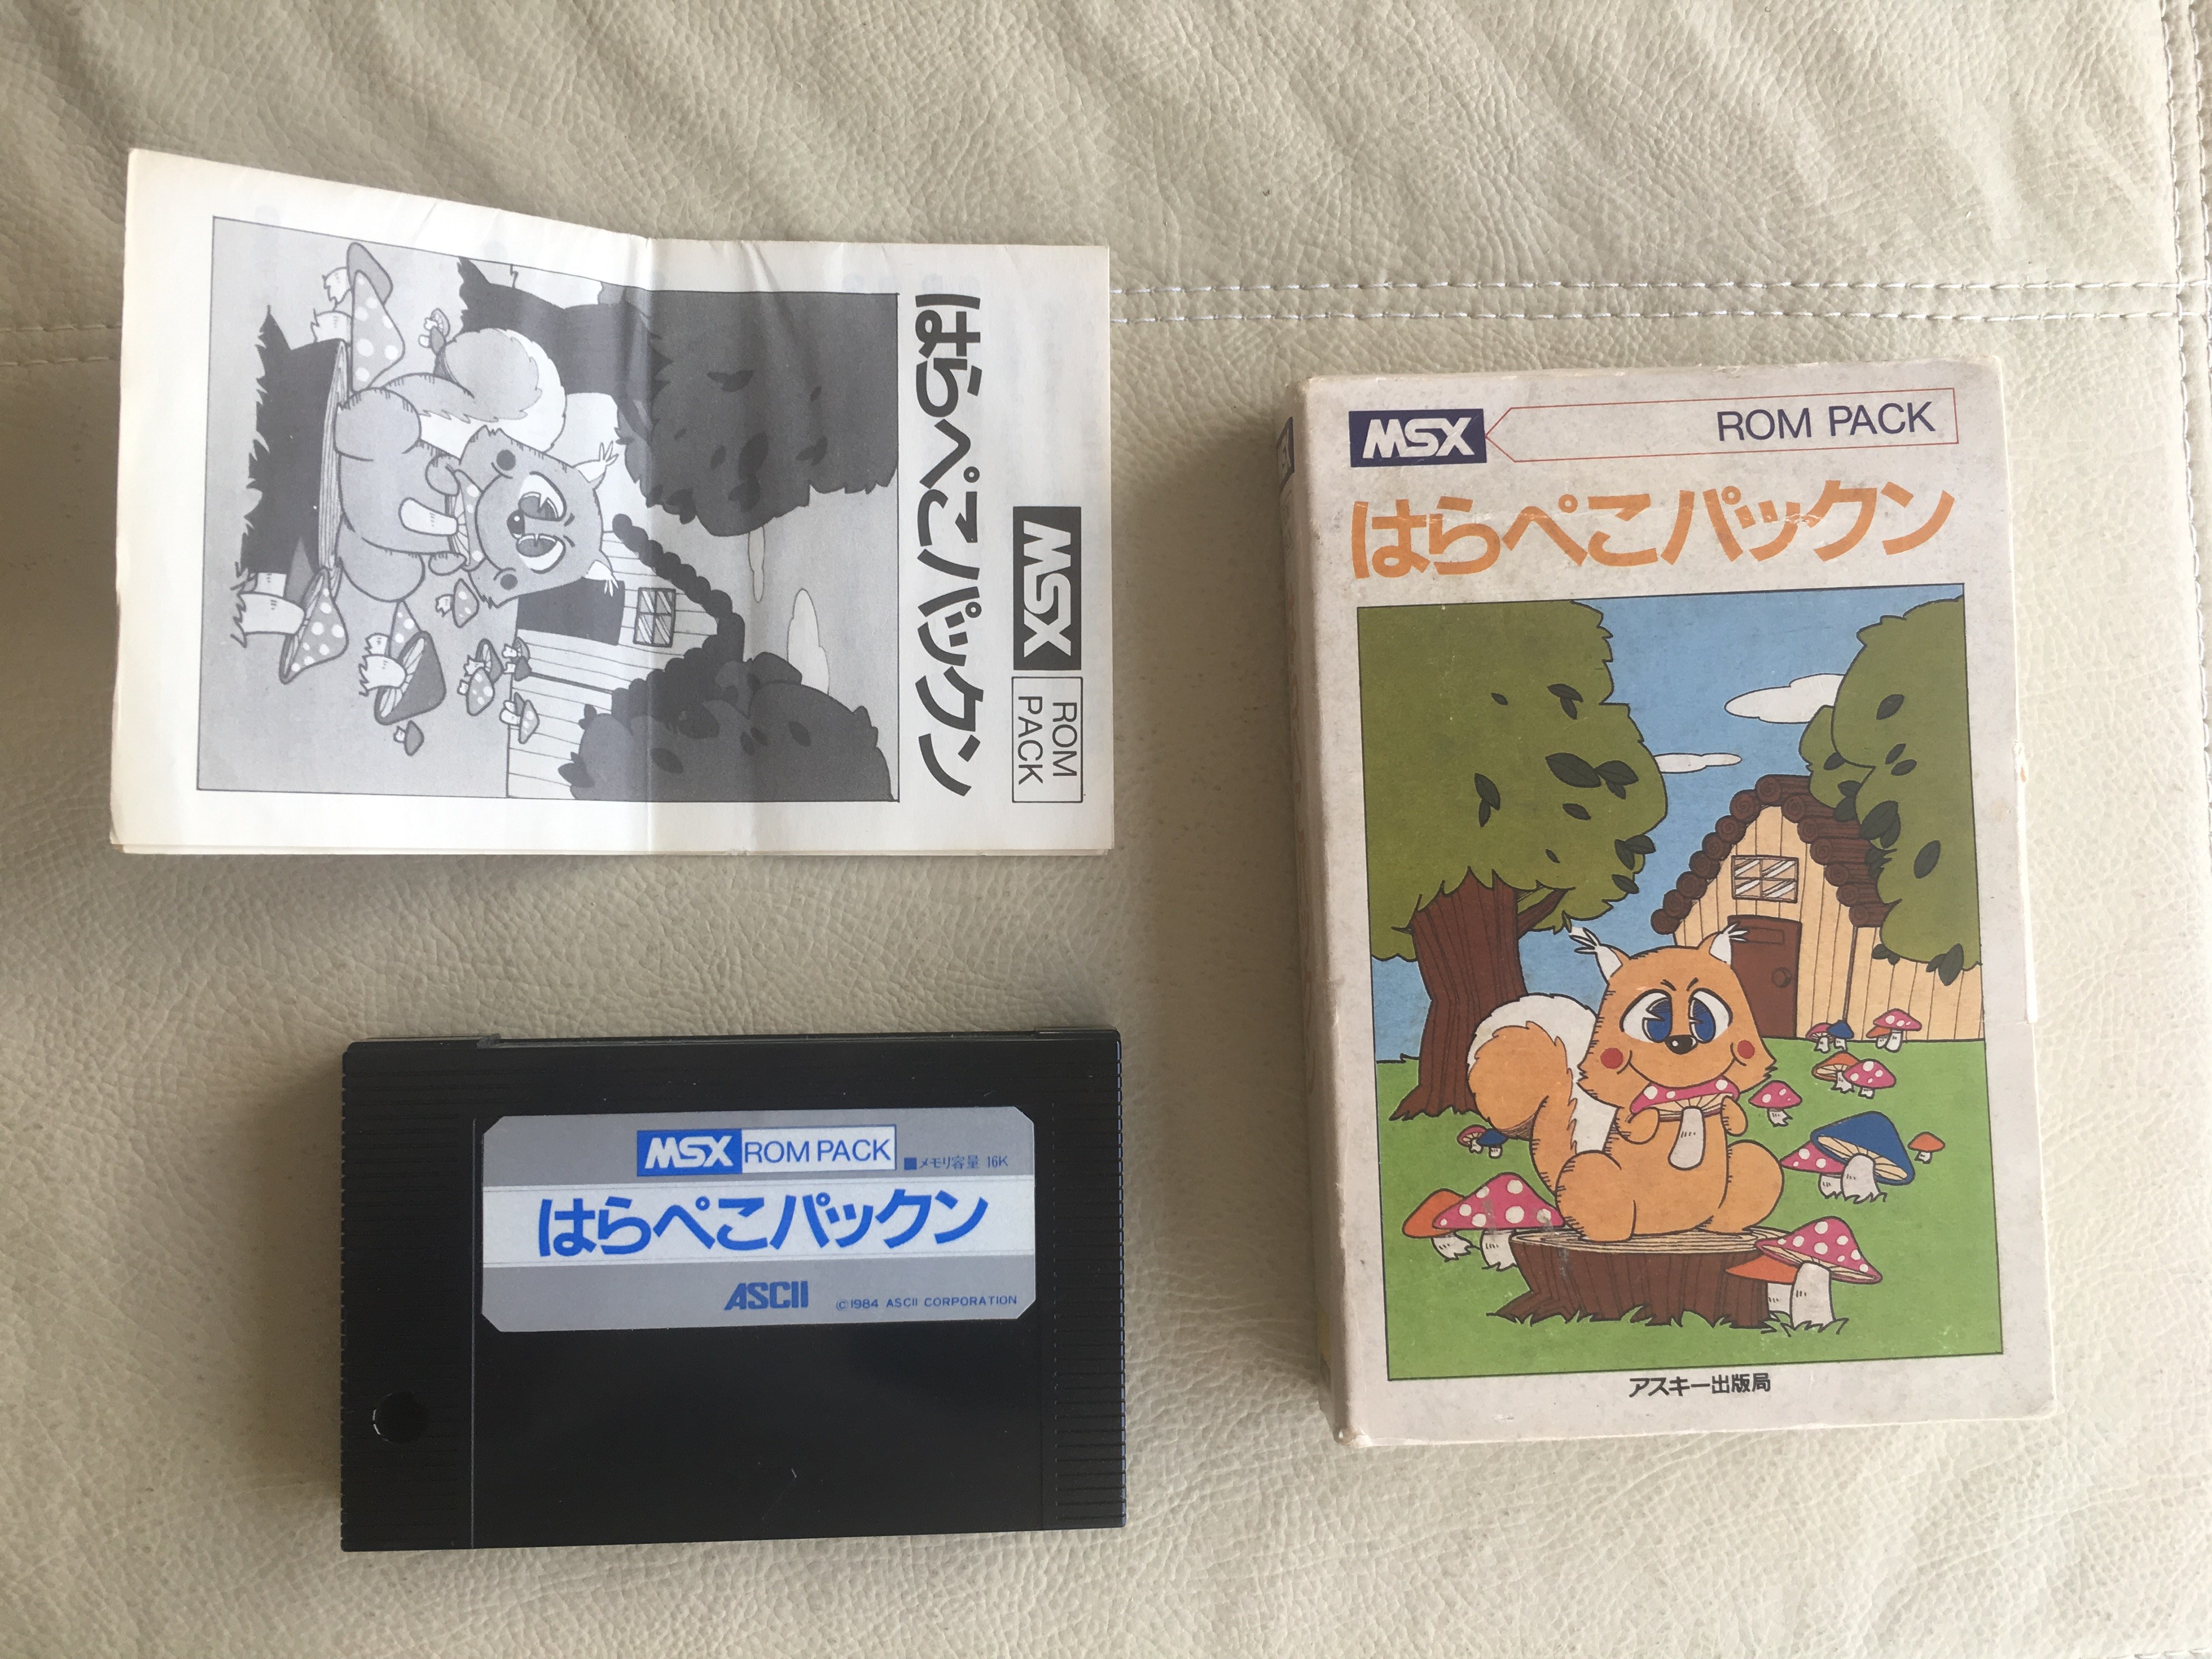 はらぺこパックン
MSX ROM
PACK
MSX ROM PACK
はらぺこパックン
アスキー出版局
MSX ROM PACK ■メモリ容量 16K
はらぺこパックン
ASCII ©1984 ASCII CORPORATION